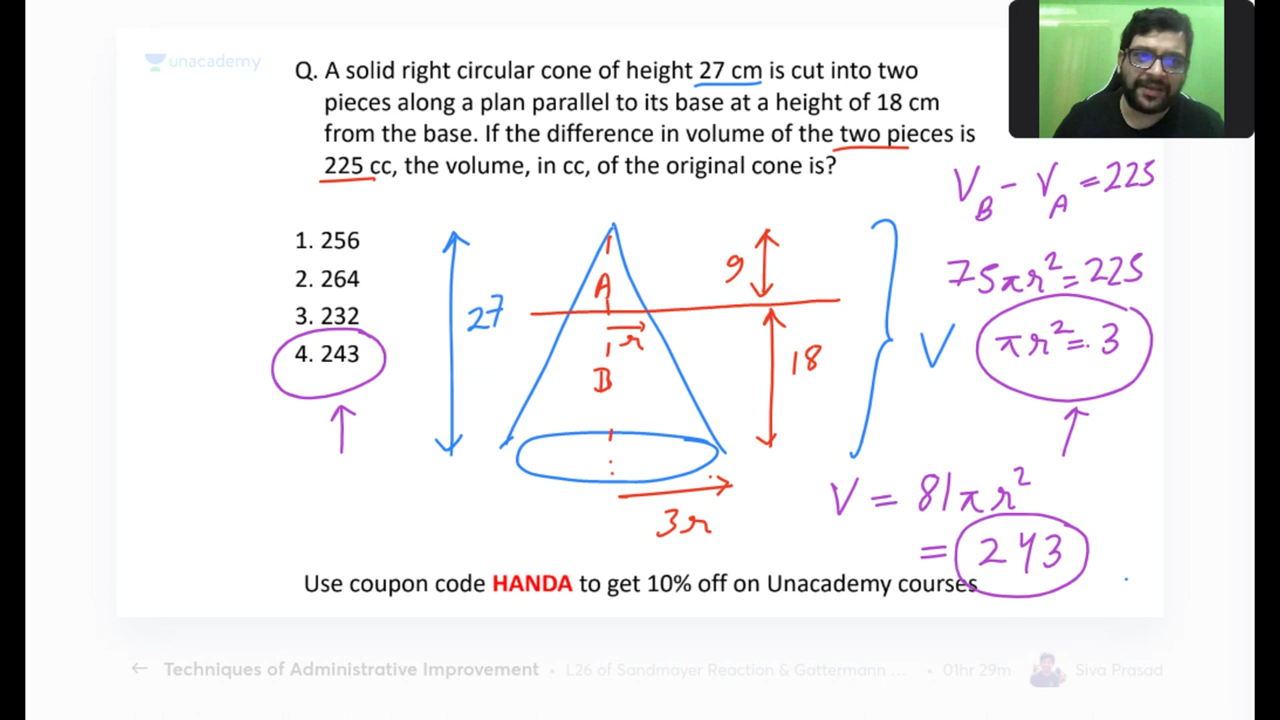 unacademy
Q. A solid right circular cone of height 27 cm is cut into two
pieces along a plan parallel to its base at a height of 18 cm
from the base. If the difference in volume of the two pieces is
225 cc, the volume, in cc, of the original cone is?
1. 256
2. 264
3. 232
4. 243
27
A
r
B
3r
9
18
V
V_B - V_A = 225
75πr² = 225
πr² = 3
V = 81πr²
= 243
Use coupon code HANDA to get 10% off on Unacademy courses
← Techniques of Administrative Improvement • L26 of Sandmayer Reaction & Gattermann ... • 01hr 29m Siva Prasad